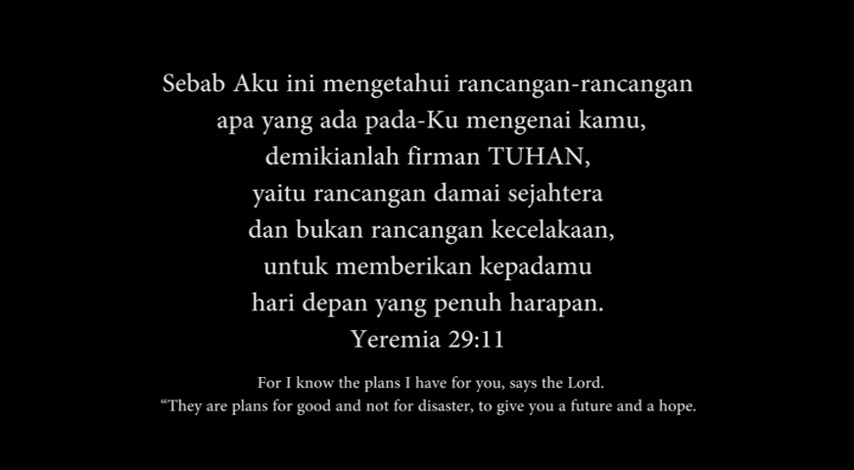 Sebab Aku ini mengetahui rancangan-rancangan
apa yang ada pada-Ku mengenai kamu,
demikianlah firman TUHAN,
yaitu rancangan damai sejahtera
dan bukan rancangan kecelakaan,
untuk memberikan kepadamu
hari depan yang penuh harapan.
Yeremia 29:11
For I know the plans I have for you, says the Lord.
“They are plans for good and not for disaster, to give you a future and a hope.